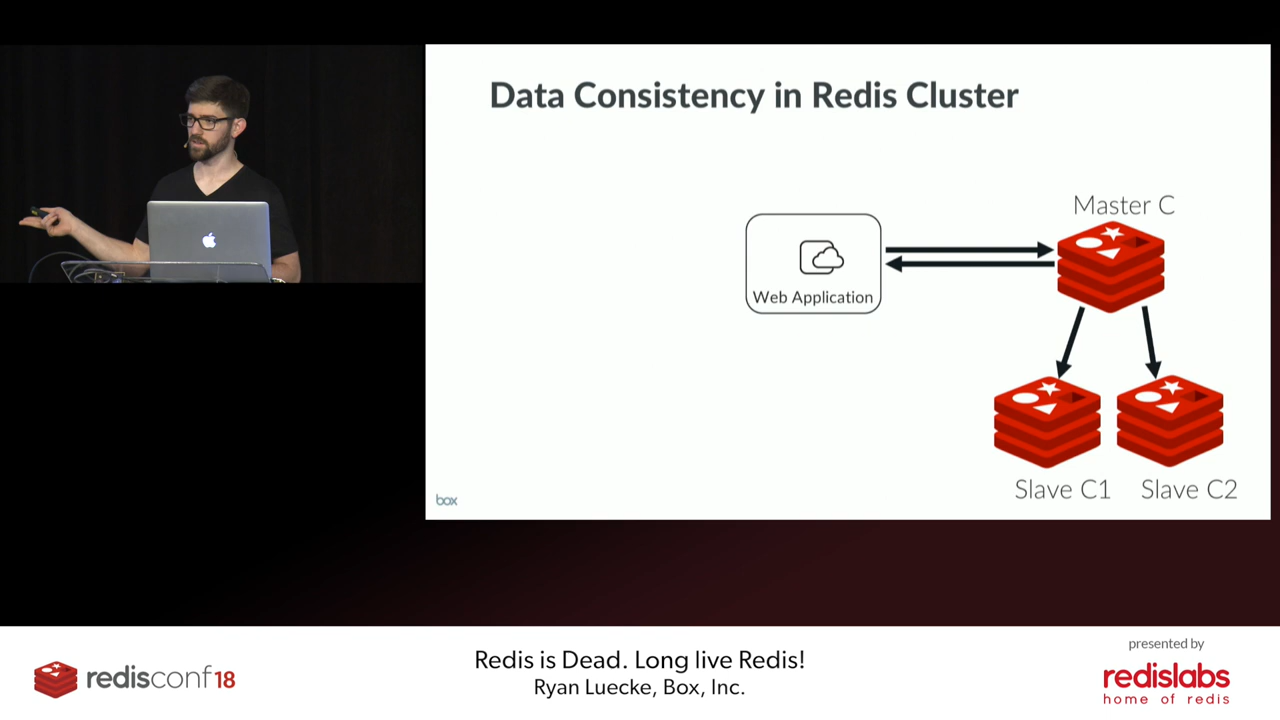 Data Consistency in Redis Cluster
Master C
Web Application
Slave C1
Slave C2
box
redisconf18
Redis is Dead. Long live Redis!
Ryan Luecke, Box, Inc.
presented by
redislabs
home of redis